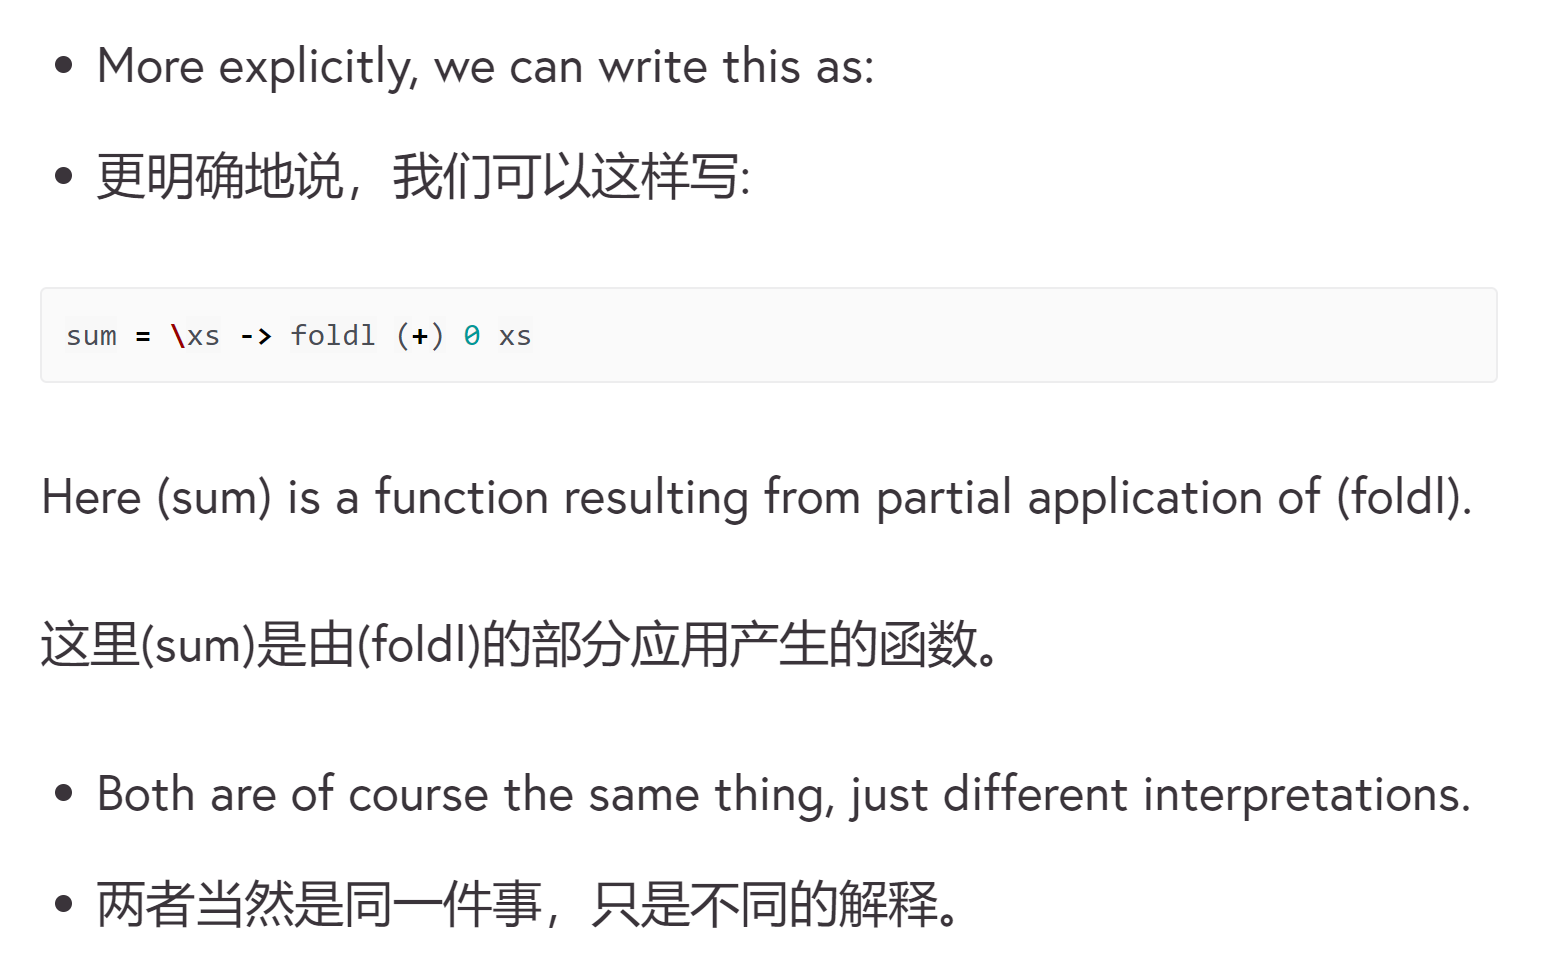 More explicitly, we can write this as:
更明确地说，我们可以这样写:
sum = \xs -> foldl (+) 0 xs
Here (sum) is a function resulting from partial application of (foldl).
这里(sum)是由(foldl)的部分应用产生的函数。
Both are of course the same thing, just different interpretations.
两者当然是同一件事，只是不同的解释。